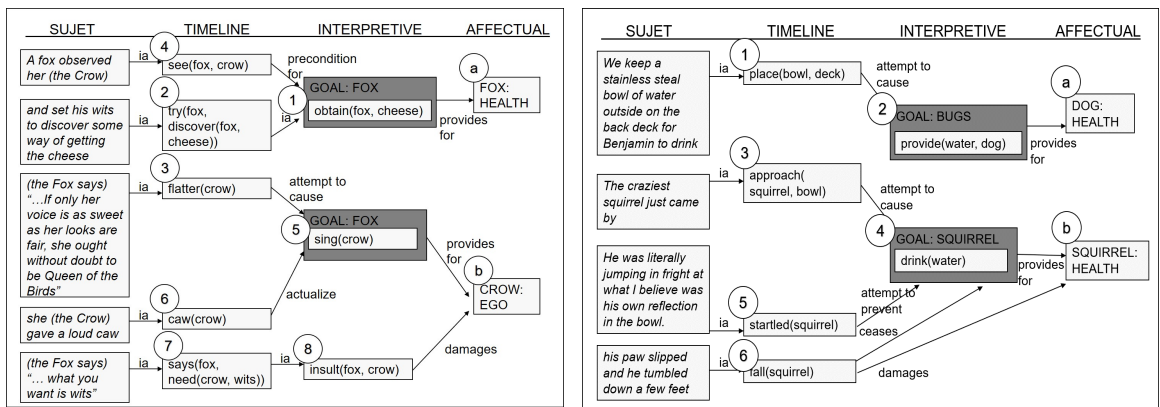 SUJET TIMELINE INTERPRETIVE AFFECTUAL
A fox observed
her (the Crow)
ia
4
see(fox, crow)
precondition
for
a
FOX:
HEALTH
GOAL: FOX
1
obtain(fox, cheese)
provides
for
and set his wits
to discover some
way of getting
the cheese
ia
2
try(fox,
discover(fox,
cheese))
ia
(the Fox says)
"...If only her
voice is as sweet
as her looks are
fair, she ought
without doubt to
be Queen of the
Birds"
ia
3
flatter(crow)
attempt to
cause
GOAL: FOX
5
sing(crow)
provides
for
b
CROW:
EGO
actualize
she (the Crow)
gave a loud caw
ia
6
caw(crow)
damages
(the Fox says)
"... what you
want is wits"
ia
7
says(fox,
need(crow, wits))
ia
8
insult(fox, crow)
SUJET TIMELINE INTERPRETIVE AFFECTUAL
We keep a
stainless steal
bowl of water
outside on the
back deck for
Benjamin to drink
ia
1
place(bowl, deck)
attempt to
cause
2
GOAL: BUGS
provide(water, dog)
provides
for
a
DOG:
HEALTH
The craziest
squirrel just came
by
ia
3
approach(
squirrel, bowl)
attempt to
cause
4
GOAL: SQUIRREL
drink(water)
provides
for
b
SQUIRREL:
HEALTH
He was literally
jumping in fright at
what I believe was
his own reflection
in the bowl.
ia
5
startled(squirrel)
attempt to
prevent
ceases
his paw slipped
and he tumbled
down a few feet
ia
6
fall(squirrel)
damages